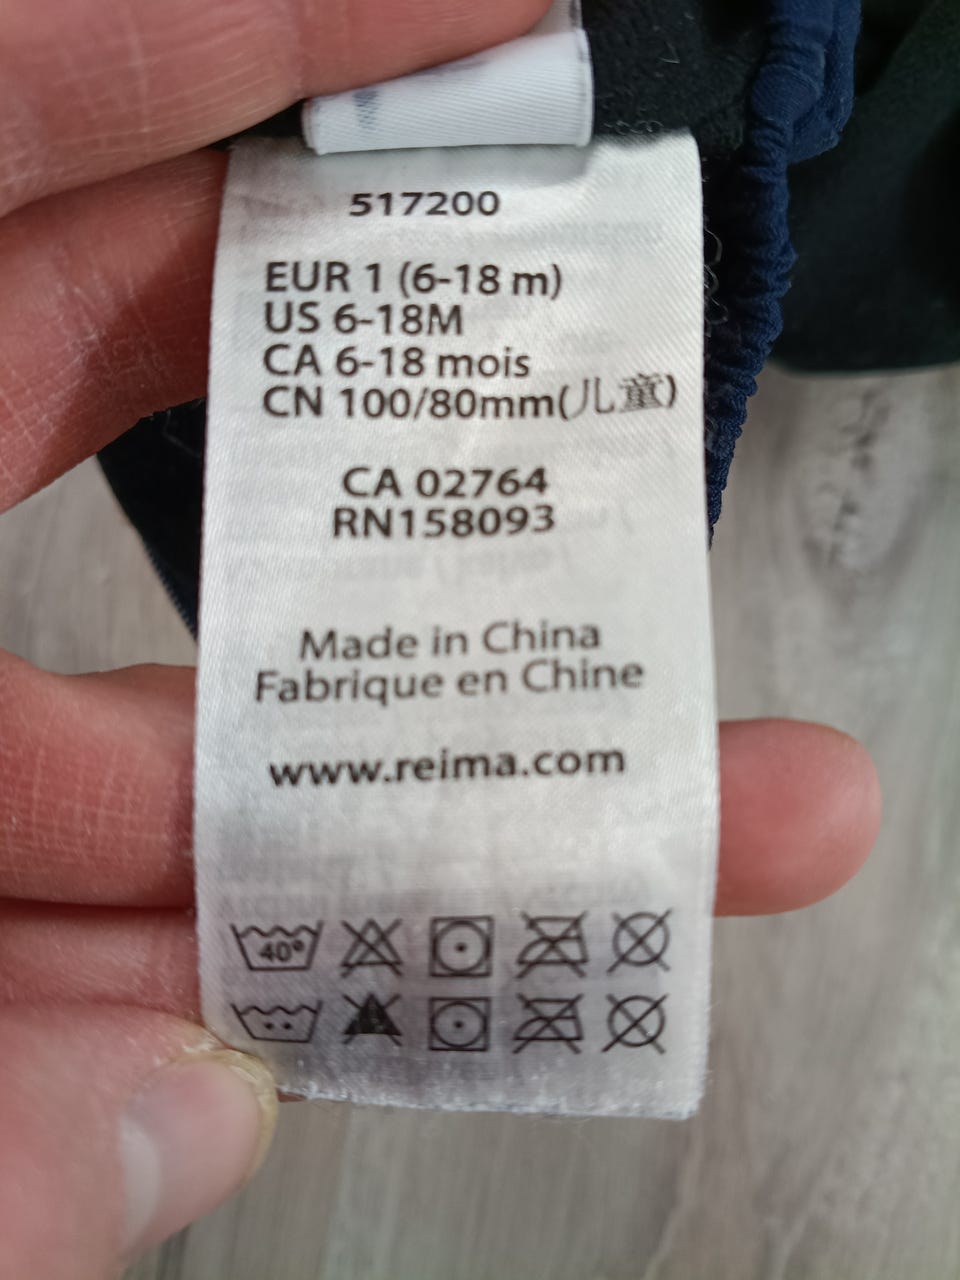 517200
EUR 1 (6-18 m)
US 6-18M
CA 6-18 mois
CN 100/80mm(儿童)
CA 02764
RN158093
Made in China
Fabrique en Chine
www.reima.com
40°